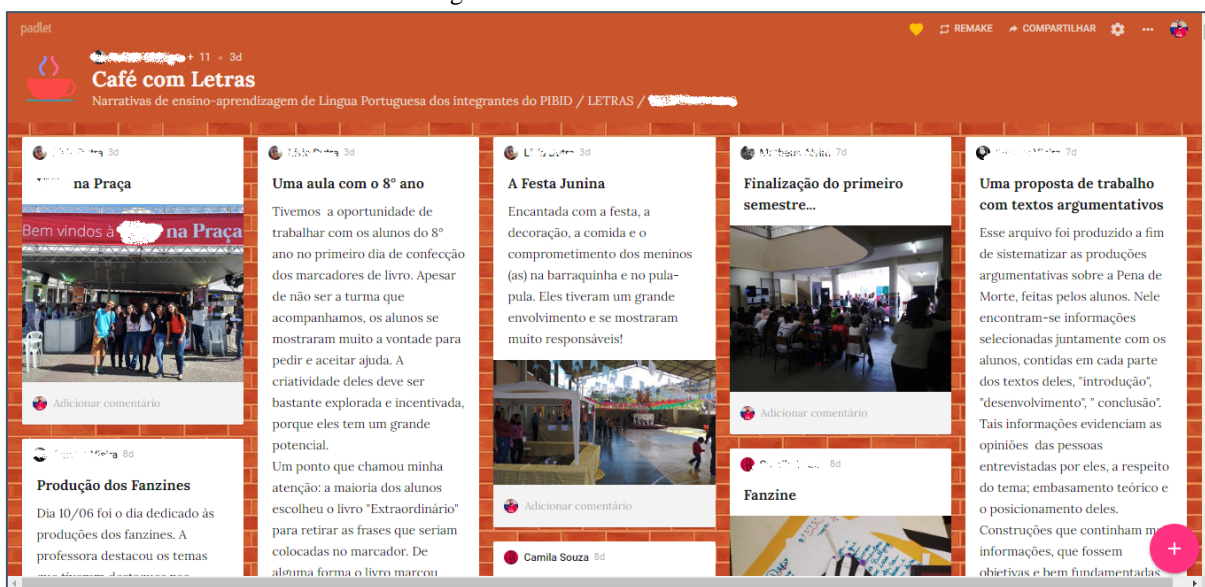 padlet
REMAKE
COMPARTILHAR
+ 11 • 3d
Café com Letras
Narrativas de ensino-aprendizagem de Língua Portuguesa dos integrantes do PIBID / LETRAS /
3d
na Praça
Bem vindos à na Praça
Adicionar comentário
Vieira 8d
Produção dos Fanzines
Dia 10/06 foi o dia dedicado às
produções dos fanzines. A
professora destacou os temas
Dutra 3d
Uma aula com o 8° ano
Tivemos a oportunidade de
trabalhar com os alunos do 8°
ano no primeiro dia de confecção
dos marcadores de livro. Apesar
de não ser a turma que
acompanhamos, os alunos se
mostraram muito a vontade para
pedir e aceitar ajuda. A
criatividade deles deve ser
bastante explorada e incentivada,
porque eles tem um grande
potencial.
Um ponto que chamou minha
atenção: a maioria dos alunos
escolheu o livro "Extraordinário"
para retirar as frases que seriam
colocadas no marcador. De
alguma forma o livro marcou
3d
A Festa Junina
Encantada com a festa, a
decoração, a comida e o
comprometimento dos meninos
(as) na barraquinha e no pula-
pula. Eles tiveram um grande
envolvimento e se mostraram
muito responsáveis!
Adicionar comentário
Camila Souza 8d
7d
Finalização do primeiro
semestre...
Adicionar comentário
8d
Fanzine
7d
Uma proposta de trabalho
com textos argumentativos
Esse arquivo foi produzido a fim
de sistematizar as produções
argumentativas sobre a Pena de
Morte, feitas pelos alunos. Nele
encontram-se informações
selecionadas juntamente com os
alunos, contidas em cada parte
dos textos deles, "introdução",
"desenvolvimento", " conclusão".
Tais informações evidenciam as
opiniões das pessoas
entrevistadas por eles, a respeito
do tema; embasamento teórico e
o posicionamento deles.
Construções que continham
informações, que fossem
objetivas e bem fundamentadas